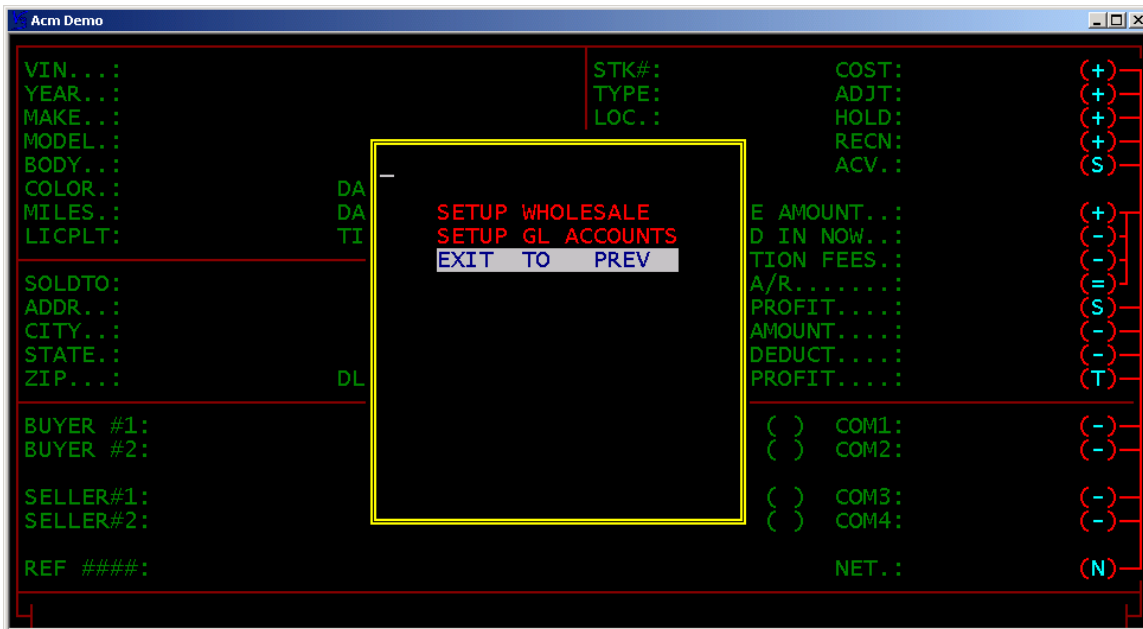 Acm Demo
VIN...: STK#: COST: (+)
YEAR..: TYPE: ADJT: (+)
MAKE..: LOC.: HOLD: (+)
MODEL.: RECN: (+)
BODY..: ACV.: (S)
COLOR.: DA
MILES.: DA SETUP WHOLESALE E AMOUNT..: (+)
LICPLT: TI SETUP GL ACCOUNTS D IN NOW..: (-)
EXIT TO PREV TION FEES.: (-)
SOLDTO: A/R.......: (=)
ADDR..: PROFIT....: (S)
CITY..: AMOUNT....: (-)
STATE.: DEDUCT....: (-)
ZIP...: DL PROFIT....: (T)
BUYER #1: ( ) COM1: (-)
BUYER #2: ( ) COM2: (-)
SELLER#1: ( ) COM3: (-)
SELLER#2: ( ) COM4: (-)
REF ####: NET.: (N)